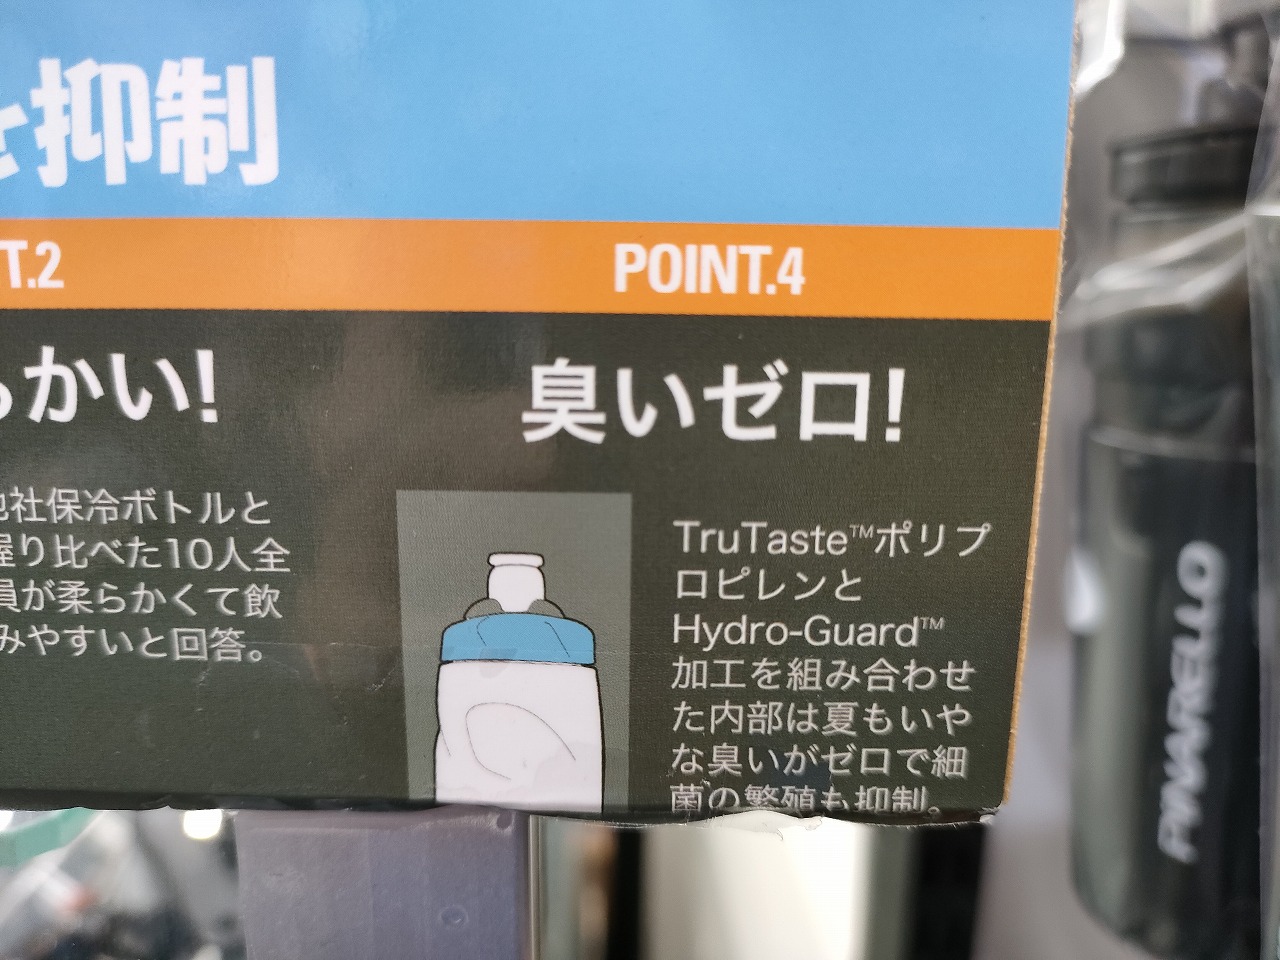 を抑制
T.2
POINT.4
らかい!
臭いゼロ!
他社保冷ボトルと
握り比べた10人全
員が柔らかくて飲
みやすいと回答。
TruTaste™ポリプ
ロピレンと
Hydro-Guard™
加工を組み合わせ
た内部は夏もいや
な臭いがゼロで細
菌の繁殖も抑制。
PINARELLO